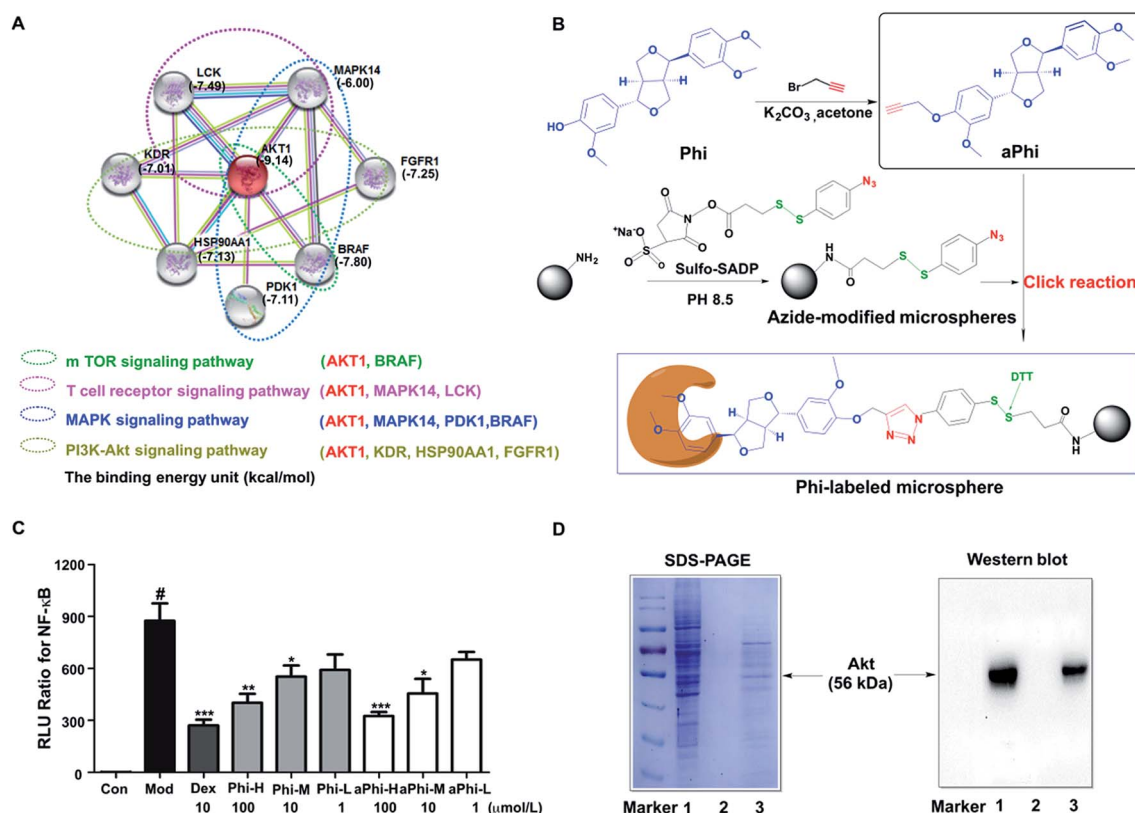 A
LCK
(-7.49)
MAPK14
(-6.00)
AKT1
(-9.14)
KDR
(-7.01)
FGFR1
(-7.25)
HSP90AA1
(-7.13)
BRAF
(-7.80)
PDK1
(-7.11)
m TOR signaling pathway (AKT1, BRAF)
T cell receptor signaling pathway (AKT1, MAPK14, LCK)
MAPK signaling pathway (AKT1, MAPK14, PDK1,BRAF)
PI3K-Akt signaling pathway (AKT1, KDR, HSP90AA1, FGFR1)
The binding energy unit (kcal/mol)
B
O
O
H
H
O
O
HO
O
Phi
Br
K2CO3 ,acetone
O
O
H
H
O
O
O
O
aPhi
NH2
O
N-O
O
O
O
+Na-O
S
O
O
S
S
N3
Sulfo-SADP
PH 8.5
H
N
O
S
S
N3
Azide-modified microspheres
Click reaction
O
O
H
H
O
O
O
O
N
N=N
S
S
DTT
O
N
H
Phi-labeled microsphere
C
RLU Ratio for NF-κB
1200
900
600
300
0
#
***
**
*
***
*
Con Mod Dex Phi-H Phi-M Phi-L aPhi-H aPhi-M aPhi-L
10 100 10 1 100 10 1 (μmol/L)
D
SDS-PAGE
Western blot
Akt
(56 kDa)
Marker 1 2 3
Marker 1 2 3